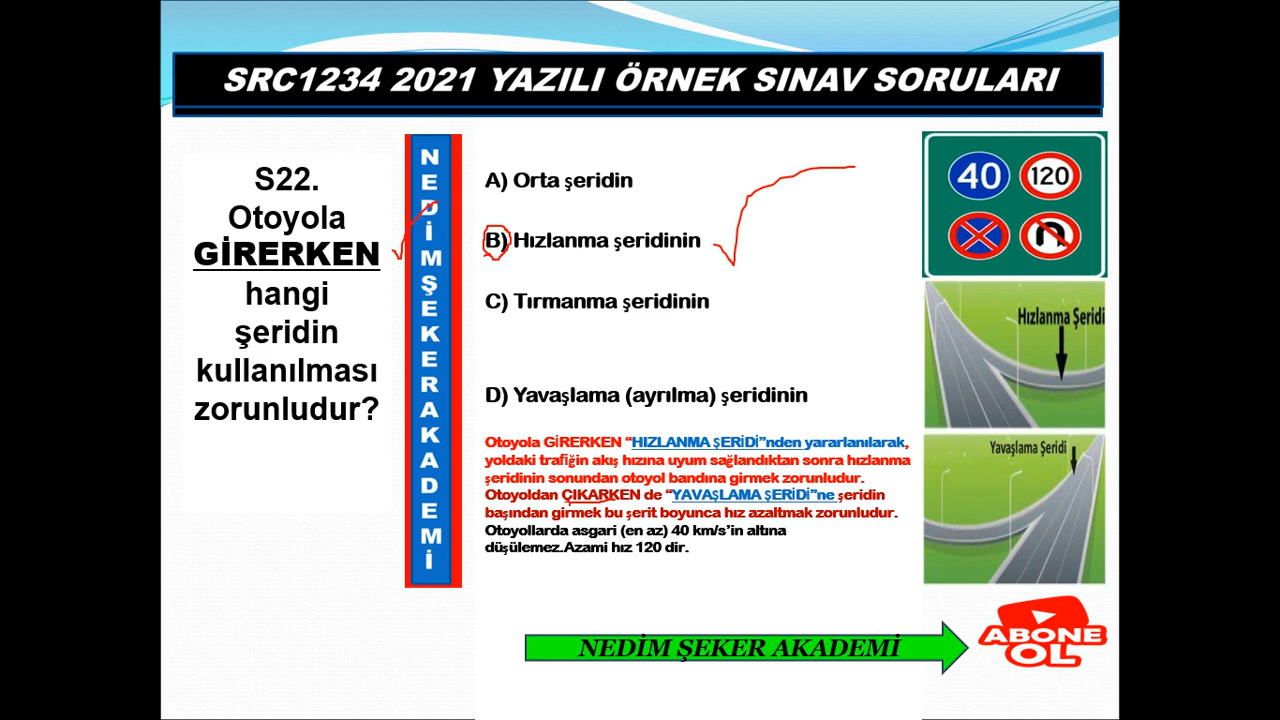 SRC1234 2021 YAZILI ÖRNEK SINAV SORULARI
S22.
Otoyola
GİRERKEN
hangi
şeridin
kullanılması
zorunludur?
NEDİMŞEKERAKADEMİ
A) Orta şeridin
B) Hızlanma şeridinin
C) Tırmanma şeridinin
D) Yavaşlama (ayrılma) şeridinin
Otoyola GİRERKEN “HIZLANMA ŞERİDİ”nden yararlanılarak,
yoldaki trafiğin akış hızına uyum sağlandıktan sonra hızlanma
şeridinin sonundan otoyol bandına girmek zorunludur.
Otoyoldan ÇIKARKEN de “YAVAŞLAMA ŞERİDİ”ne şeridin
başından girmek bu şerit boyunca hız azaltmak zorunludur.
Otoyollarda asgari (en az) 40 km/s’in altına
düşülemez.Azami hız 120 dir.
40 120
Hızlanma Şeridi
Yavaşlama Şeridi
NEDİM ŞEKER AKADEMİ
ABONE
OL